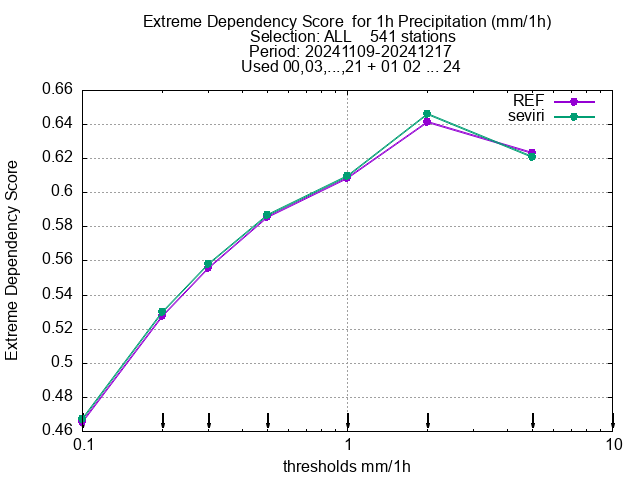 Extreme Dependency Score  for 1h Precipitation (mm/1h)
Selection: ALL    541 stations
Period: 20241109-20241217
Used 00,03,...,21 + 01 02 ... 24
REF
seviri
0.66
0.64
0.62
0.6
0.58
0.56
0.54
0.52
0.5
0.48
0.46
Extreme Dependency Score
0.1 1 10
thresholds mm/1h